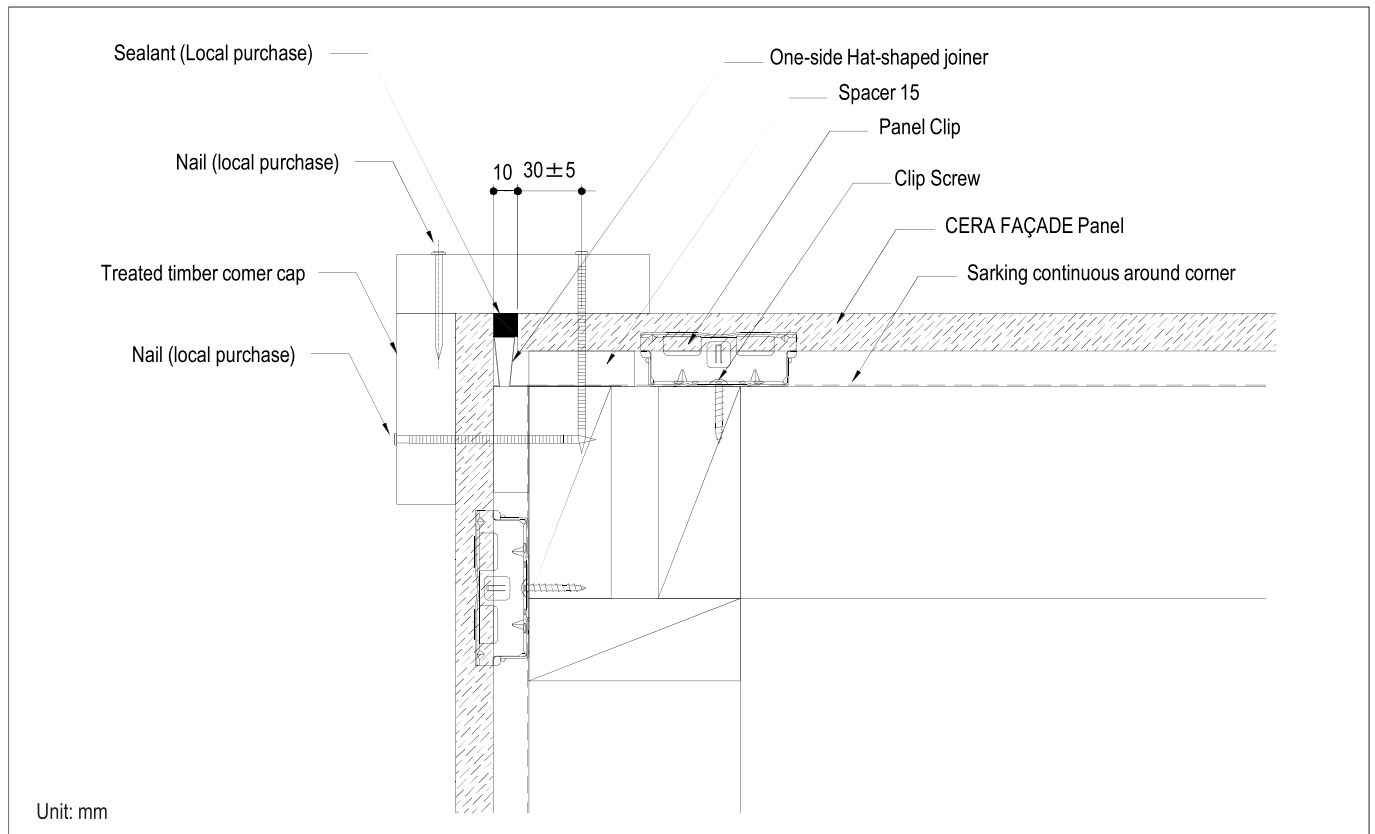 Sealant (Local purchase)
One-side Hat-shaped joiner
Spacer 15
Panel Clip
Nail (local purchase)
10
30±5
Clip Screw
CERA FAÇADE Panel
Treated timber corner cap
Sarking continuous around corner
Nail (local purchase)
Unit: mm